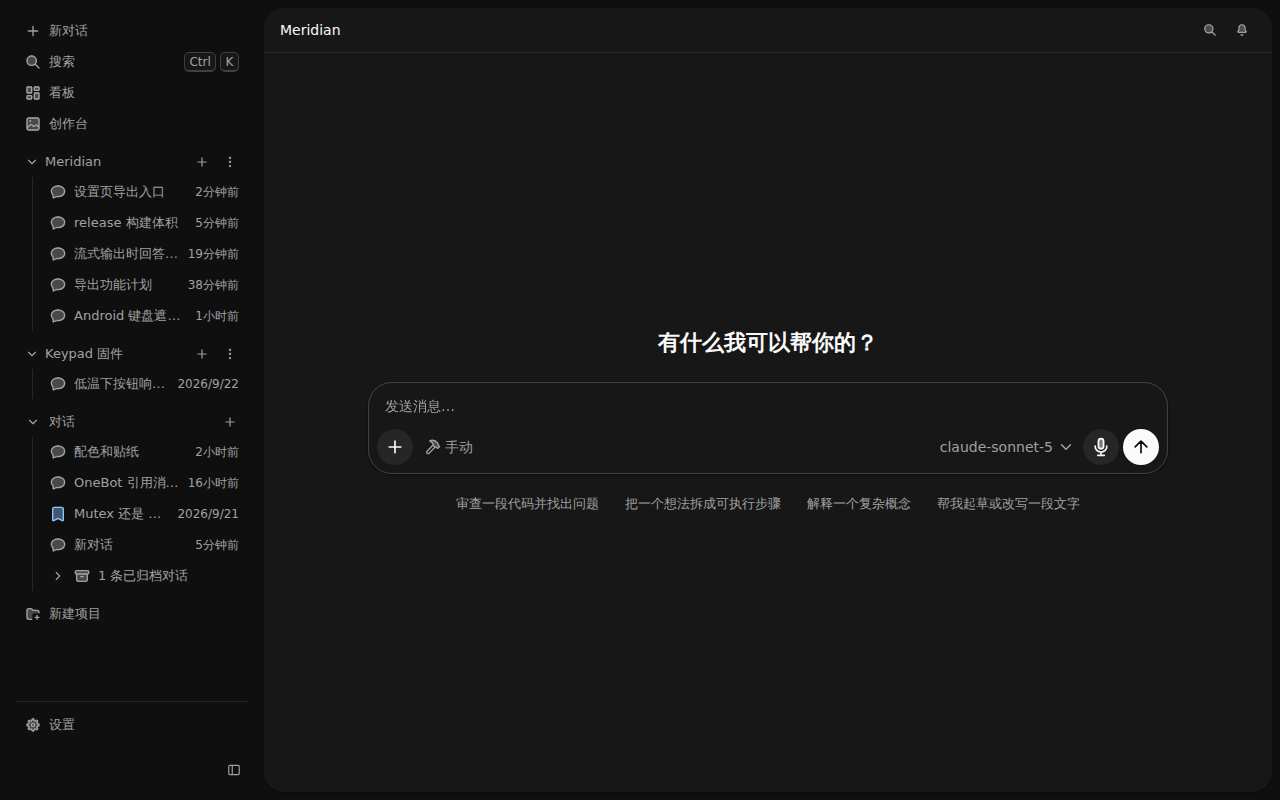 新对话
搜索 Ctrl K
看板
创作台
Meridian
设置页导出入口 2分钟前
release 构建体积 5分钟前
流式输出时回答… 19分钟前
导出功能计划 38分钟前
Android 键盘遮… 1小时前
Keypad 固件
低温下按钮响… 2026/9/22
对话
配色和贴纸 2小时前
OneBot 引用消… 16小时前
Mutex 还是 … 2026/9/21
新对话 5分钟前
1 条已归档对话
新建项目
设置
Meridian
有什么我可以帮你的？
发送消息…
手动 claude-sonnet-5
审查一段代码并找出问题 把一个想法拆成可执行步骤 解释一个复杂概念 帮我起草或改写一段文字